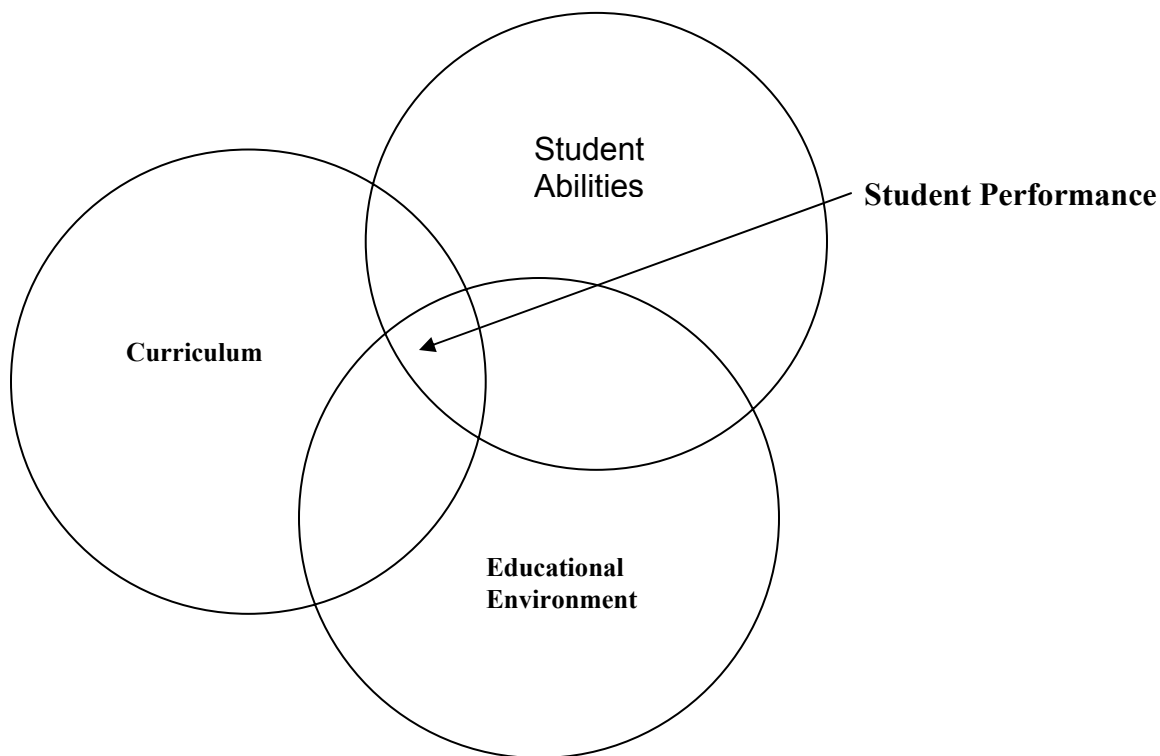 Student
Abilities
Student Performance
Curriculum
Educational
Environment